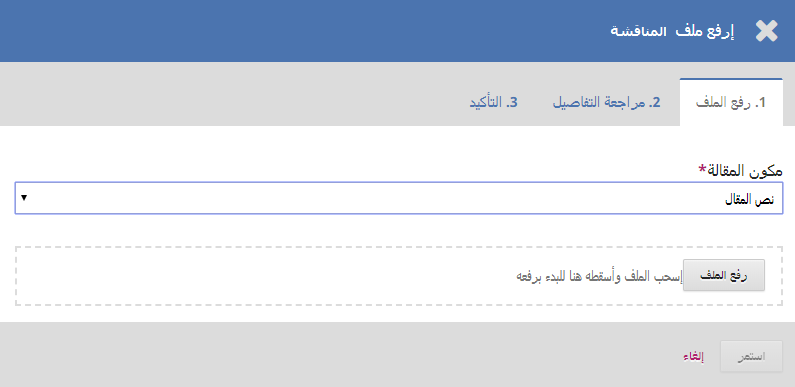 إرفع ملف المناقشة
1. رفع الملف 2. مراجعة التفاصيل 3. التأكيد
مكون المقالة*
نص المقال
رفع الملف إسحب الملف وأسقطه هنا للبدء برفعه
استمر إلغاء